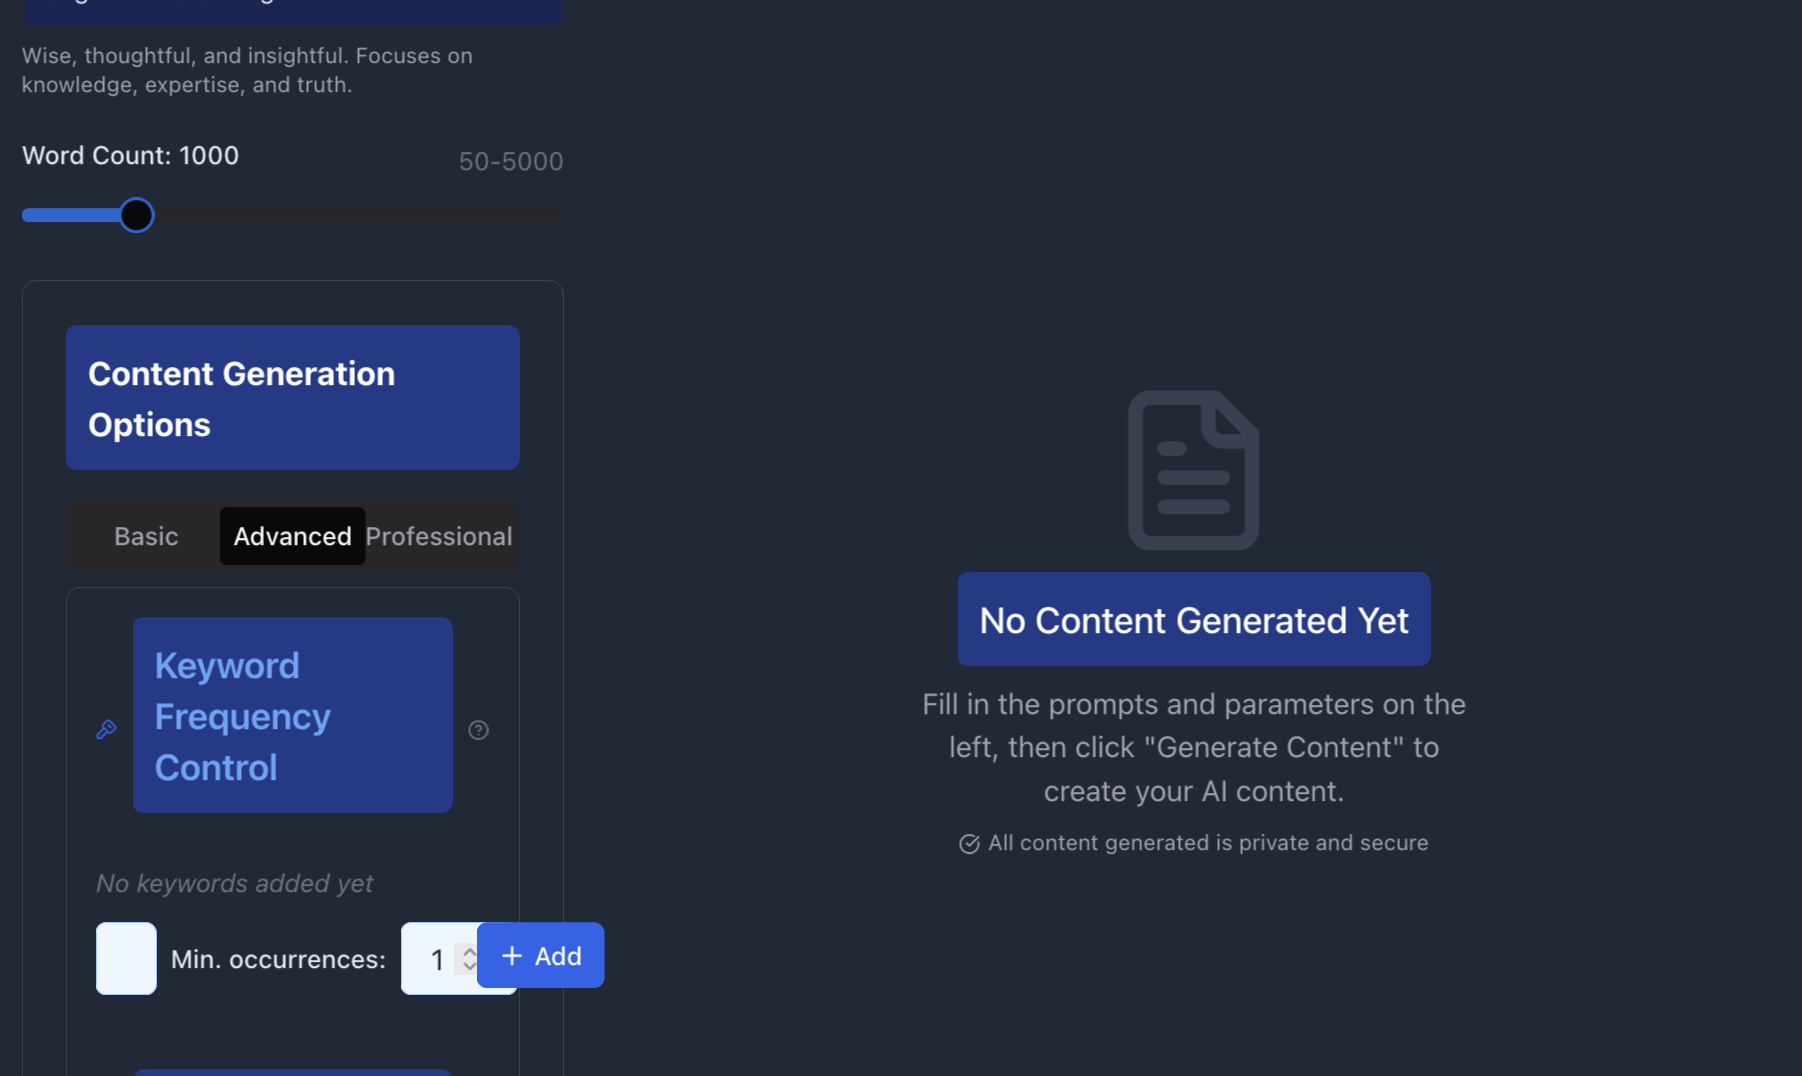 Wise, thoughtful, and insightful. Focuses on
knowledge, expertise, and truth.
Word Count: 1000
50-5000
Content Generation
Options
Basic
Advanced
Professional
Keyword
Frequency
Control
No keywords added yet
Min. occurrences:
1
+ Add
No Content Generated Yet
Fill in the prompts and parameters on the
left, then click "Generate Content" to
create your AI content.
All content generated is private and secure